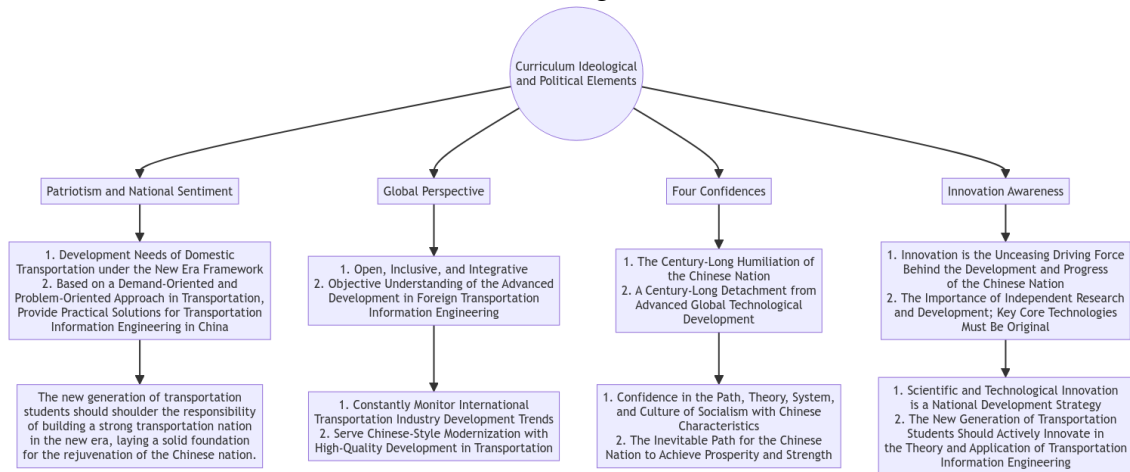 Curriculum Ideological
and Political Elements
Patriotism and National Sentiment
Global Perspective
Four Confidences
Innovation Awareness
1. Development Needs of Domestic
Transportation under the New Era Framework
2. Based on a Demand-Oriented and
Problem-Oriented Approach in Transportation,
Provide Practical Solutions for Transportation
Information Engineering in China
1. Open, Inclusive, and Integrative
2. Objective Understanding of the Advanced
Development in Foreign Transportation
Information Engineering
1. The Century-Long Humiliation of
the Chinese Nation
2. A Century-Long Detachment from
Advanced Global Technological
Development
1. Innovation is the Unceasing Driving Force
Behind the Development and Progress
of the Chinese Nation
2. The Importance of Independent Research
and Development; Key Core Technologies
Must Be Original
The new generation of transportation
students should shoulder the responsibility
of building a strong transportation nation
in the new era, laying a solid foundation
for the rejuvenation of the Chinese nation.
1. Constantly Monitor International
Transportation Industry Development Trends
2. Serve Chinese-Style Modernization with
High-Quality Development in Transportation
1. Confidence in the Path, Theory, System,
and Culture of Socialism with Chinese
Characteristics
2. The Inevitable Path for the Chinese
Nation to Achieve Prosperity and Strength
1. Scientific and Technological Innovation
is a National Development Strategy
2. The New Generation of Transportation
Students Should Actively Innovate in
the Theory and Application of Transportation
Information Engineering